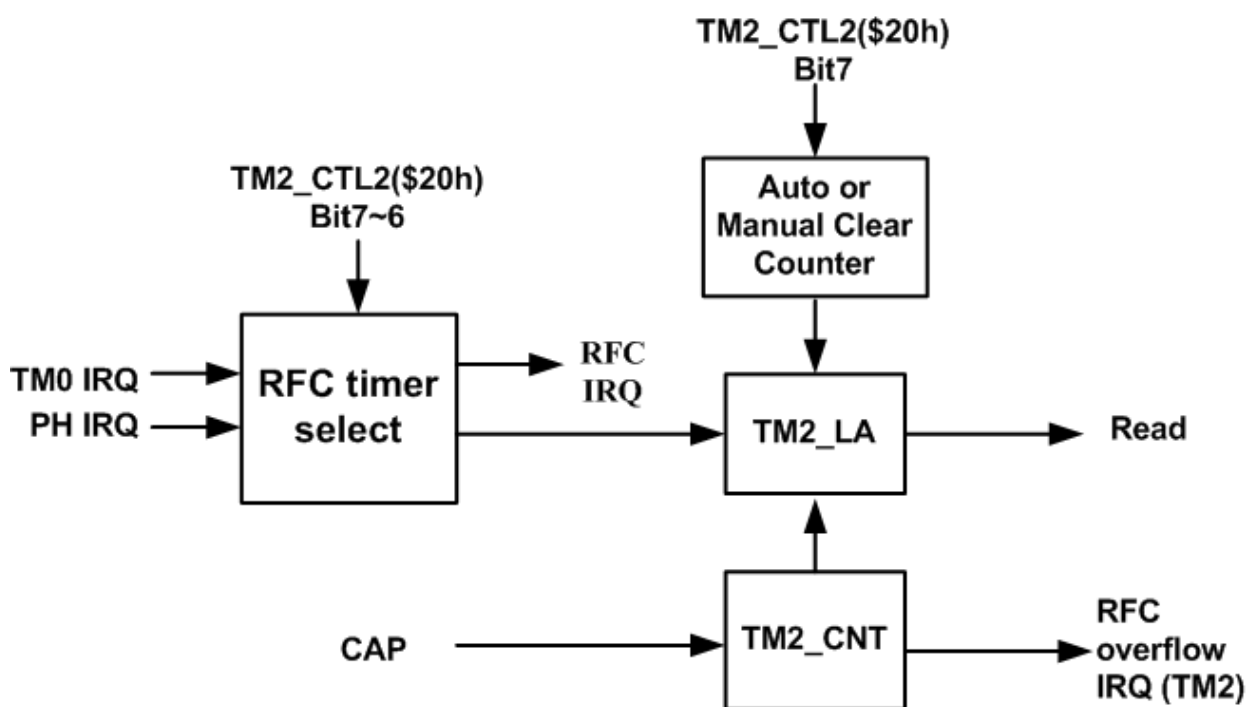 TM2_CTL2($20h)
Bit7
Auto or
Manual Clear
Counter
TM2_CTL2($20h)
Bit7~6
TM0 IRQ
PH IRQ
RFC timer
select
RFC
IRQ
TM2_LA
Read
CAP
TM2_CNT
RFC
overflow
IRQ (TM2)